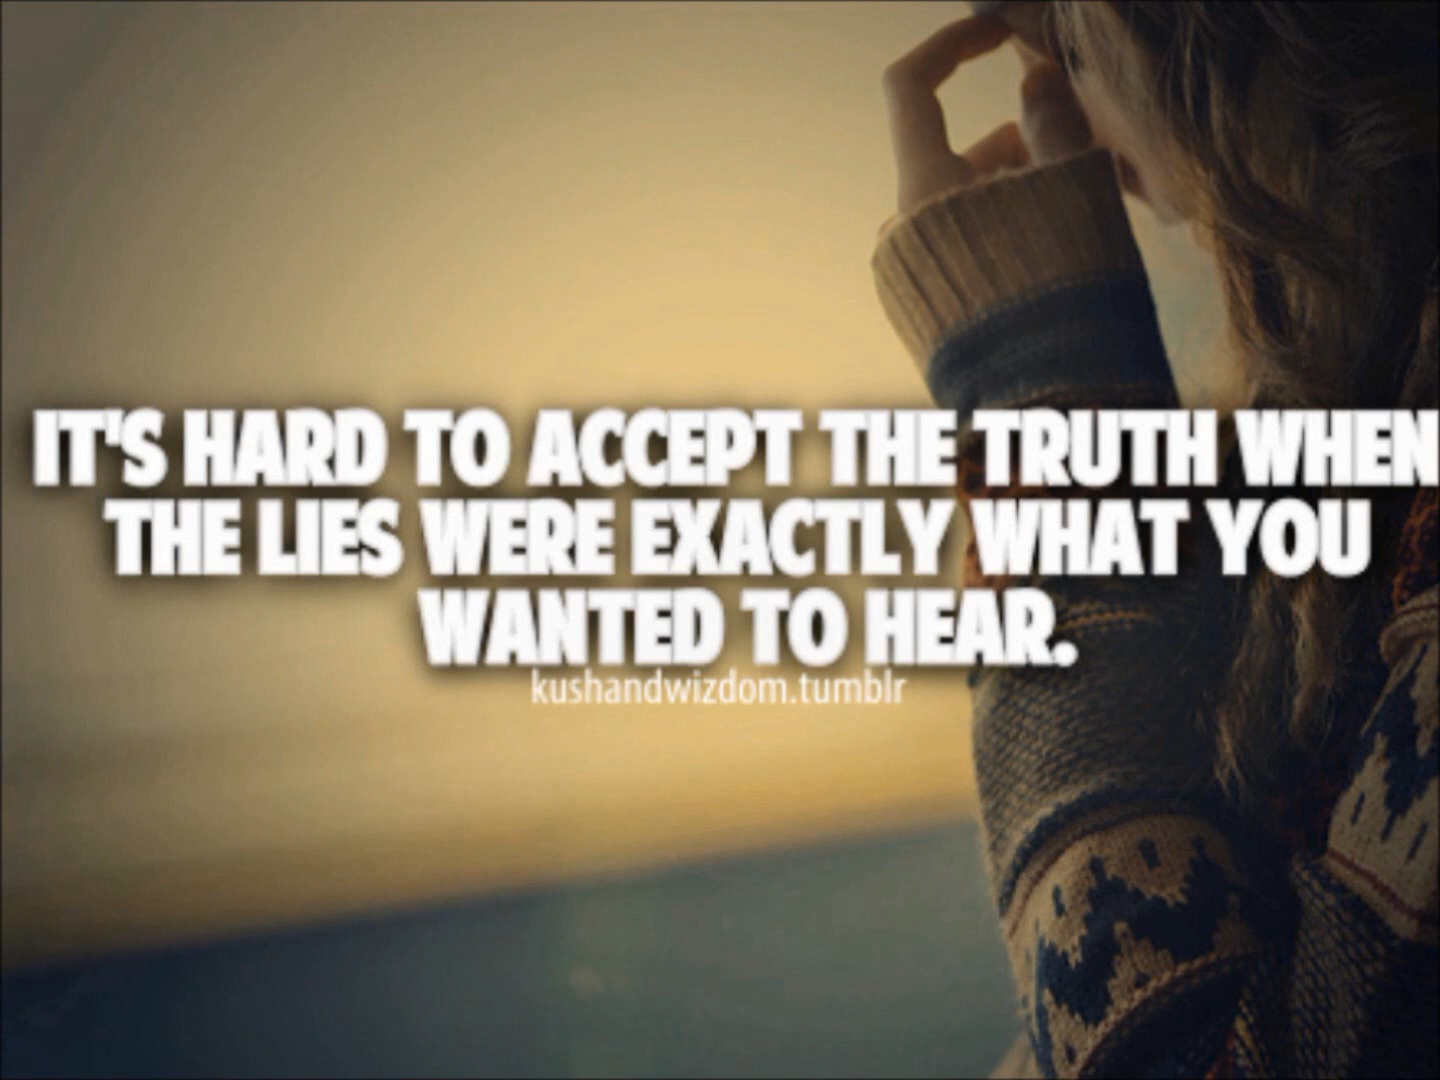 IT'S HARD TO ACCEPT THE TRUTH WHEN
THE LIES WERE EXACTLY WHAT YOU
WANTED TO HEAR.
kushandwizdom.tumblr